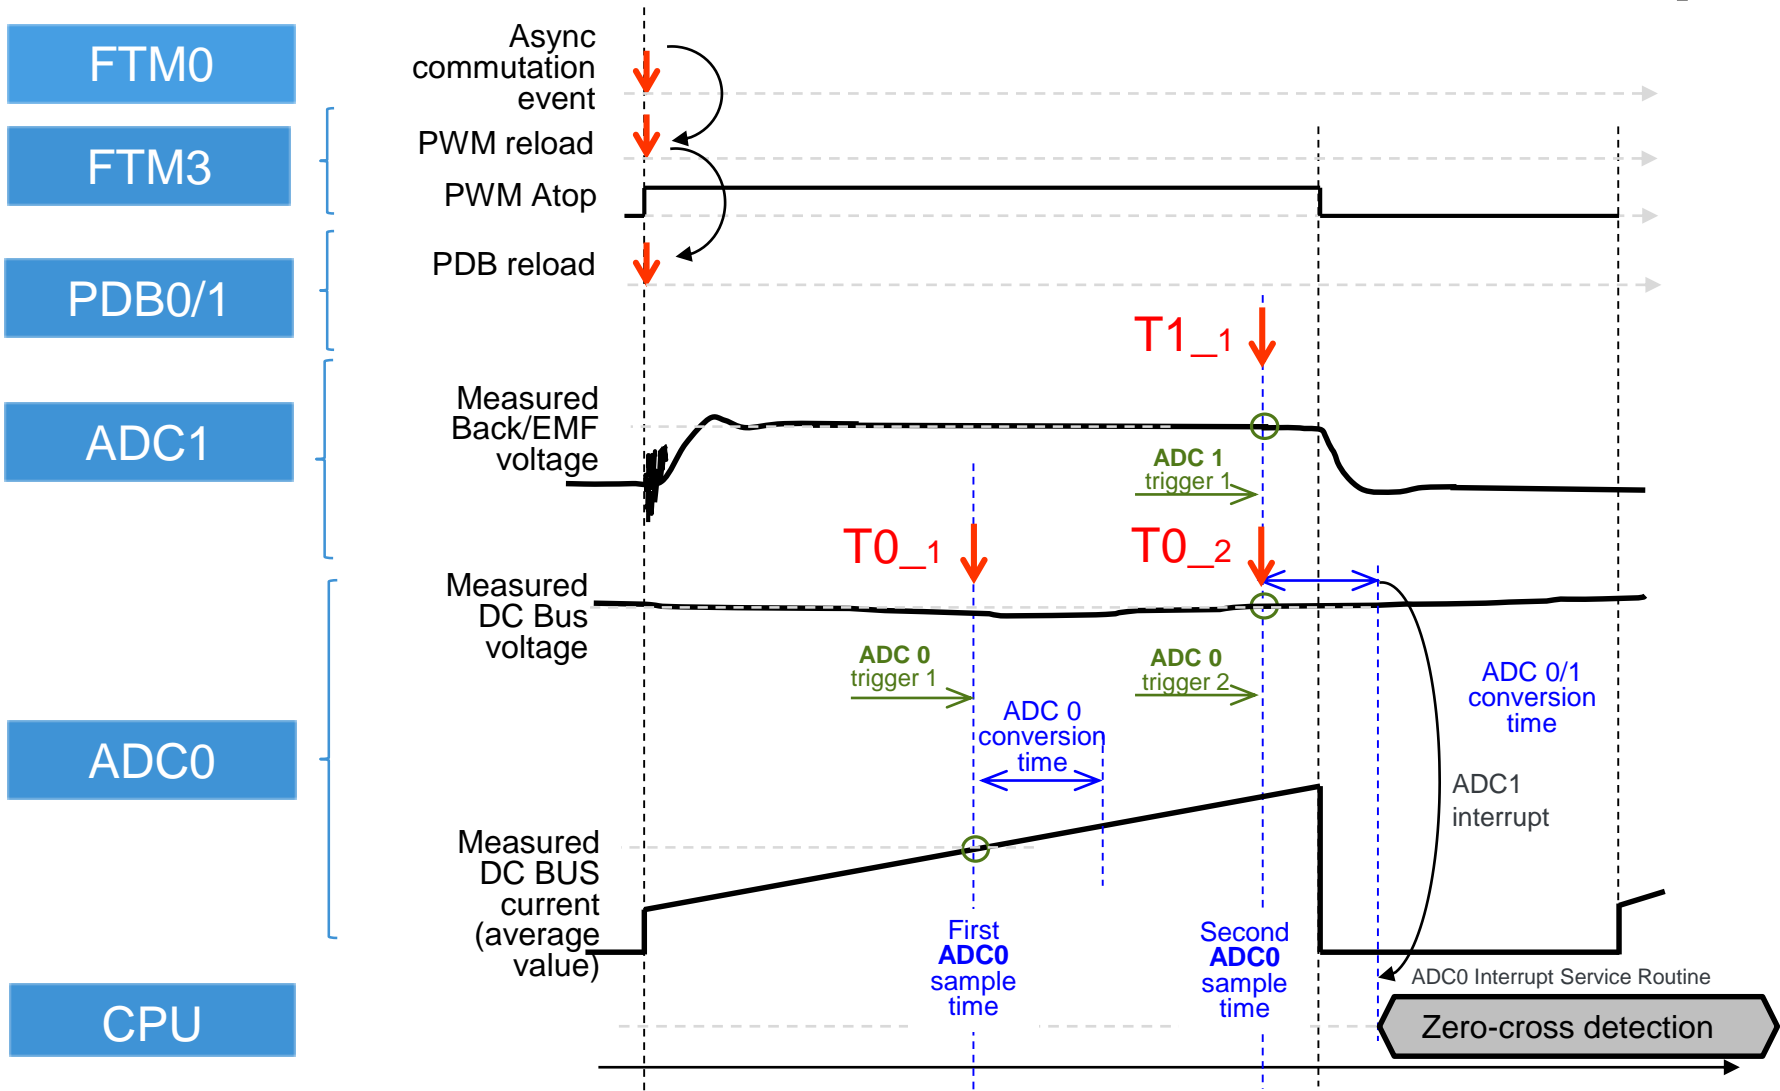 FTM0
FTM3
PDB0/1
ADC1
ADC0
CPU
Async
commutation
event
PWM reload
PWM Atop
PDB reload
T1_1
Measured
Back/EMF
voltage
ADC 1
trigger 1
T0_1
T0_2
Measured
DC Bus
voltage
ADC 0
trigger 1
ADC 0
trigger 2
ADC 0
conversion
time
ADC 0/1
conversion
time
ADC1
interrupt
Measured
DC BUS
current
(average
value)
First
ADC0
sample
time
Second
ADC0
sample
time
ADC0 Interrupt Service Routine
Zero-cross detection